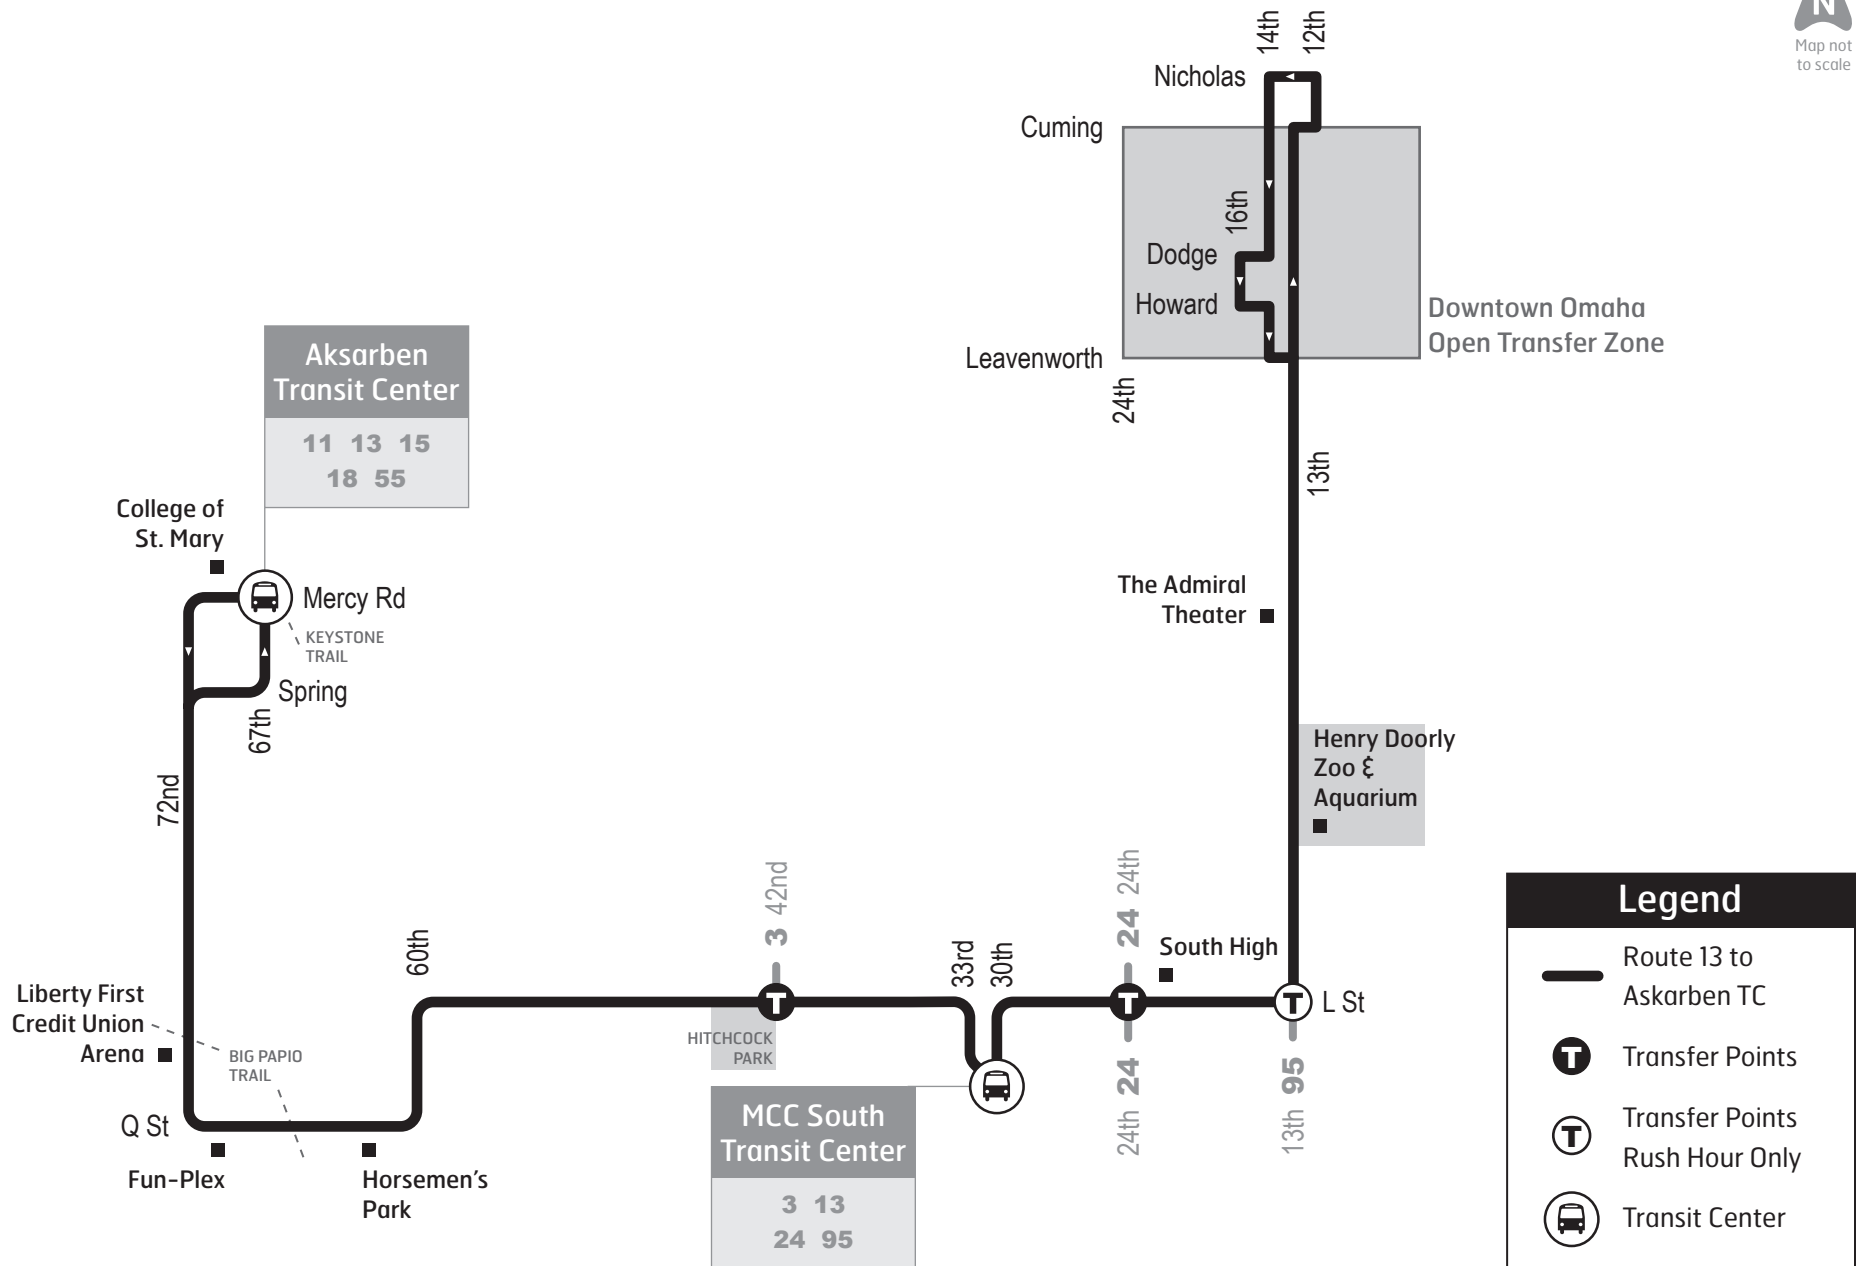 N
Map not
to scale
14th
12th
Nicholas
Cuming
16th
Dodge
Howard
Leavenworth
24th
Downtown Omaha
Open Transfer Zone
13th
Aksarben
Transit Center
11 13 15
18 55
College of
St. Mary
Mercy Rd
KEYSTONE
TRAIL
Spring
67th
72nd
The Admiral
Theater
Henry Doorly
Zoo &
Aquarium
60th
3 42nd
33rd
30th
24 24th
South High
T
T
T
L St
Liberty First
Credit Union
Arena
BIG PAPIO
TRAIL
HITCHCOCK
PARK
Q St
Fun-Plex
Horsemen's
Park
MCC South
Transit Center
3 13
24 95
24th 24
13th 95
Legend
Route 13 to
Askarben TC
T Transfer Points
T Transfer Points
Rush Hour Only
Transit Center